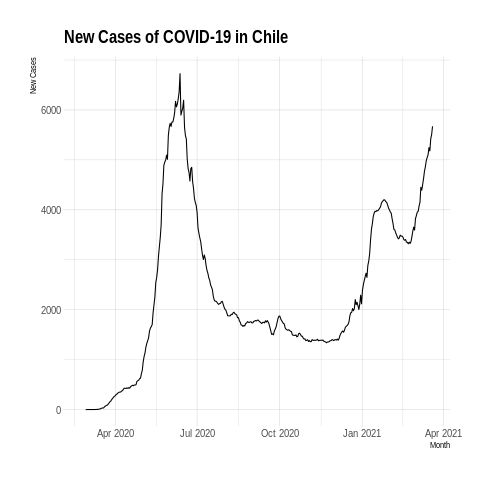 New Cases of COVID-19 in Chile
New Cases
6000
4000
2000
0
Apr 2020 Jul 2020 Oct 2020 Jan 2021 Apr 2021
Month